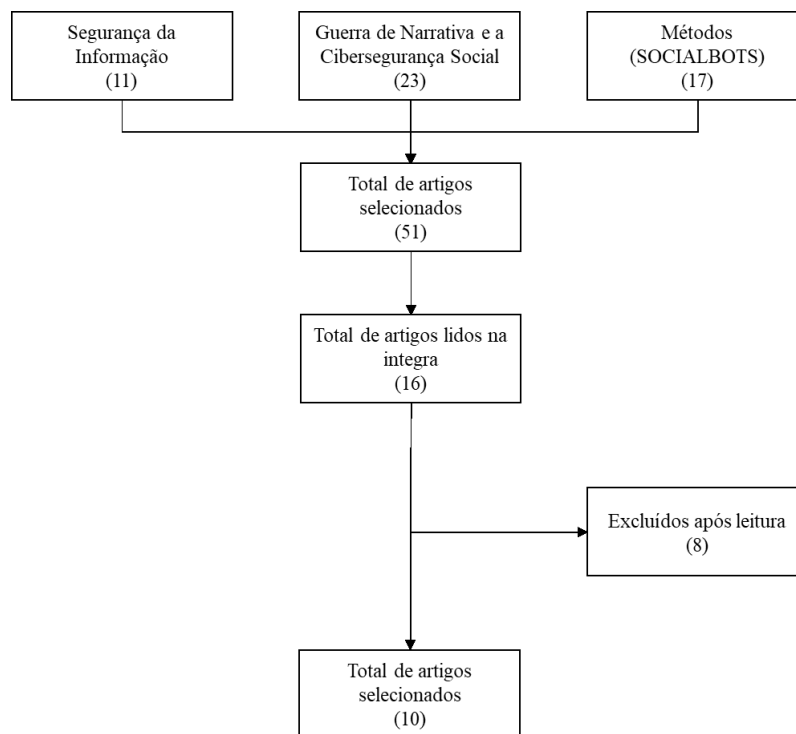 Segurança da
Informação
(11)
Guerra de Narrativa e a
Cibersegurança Social
(23)
Métodos
(SOCIALBOTS)
(17)
Total de artigos
selecionados
(51)
Total de artigos lidos na
integra
(16)
Excluídos após leitura
(8)
Total de artigos
selecionados
(10)